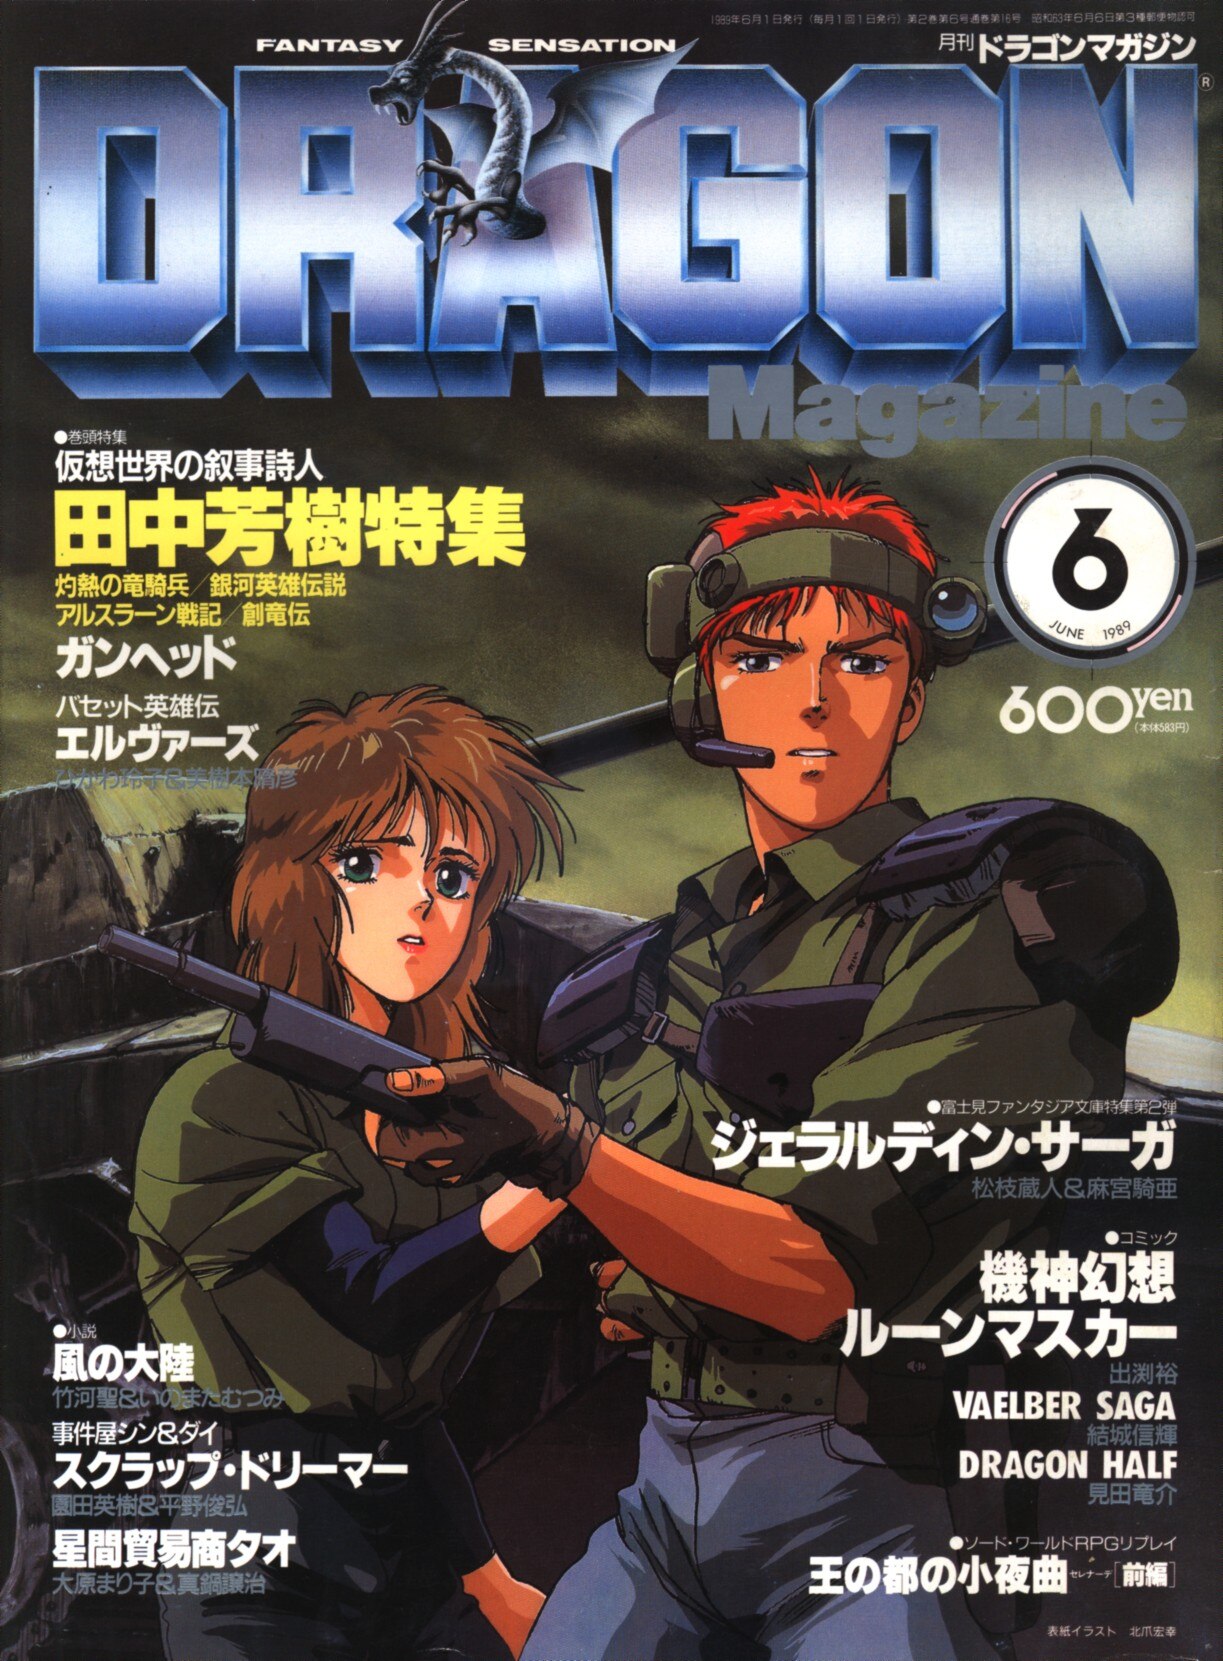 1989年6月1日発行(毎月1回1日発行)第2巻第6号通巻第16号 昭和63年6月6日第3種郵便物認可
FANTASY SENSATION
月刊ドラゴンマガジン
DRAGON ®
Magazine
●巻頭特集
仮想世界の叙事詩人
田中芳樹特集
灼熱の竜騎兵/銀河英雄伝説
アルスラーン戦記/創竜伝
ガンヘッド
バセット英雄伝
エルヴァーズ
ひかわ玲子&美樹本晴彦
6
JUNE 1989
600yen
(本体583円)
●富士見ファンタジア文庫特集第2弾
ジェラルディン・サーガ
松枝蔵人&麻宮騎亜
●コミック
機神幻想
ルーンマスカー
出渕裕
VAELBER SAGA
結城信輝
DRAGON HALF
見田竜介
●ソード・ワールドRPGリプレイ
王の都の小夜曲セレナーデ[前編]
●小説
風の大陸
竹河聖&いのまたむつみ
事件屋シン&ダイ
スクラップ・ドリーマー
園田英樹&平野俊弘
星間貿易商タオ
大原まり子&真鍋譲治
表紙イラスト 北爪宏幸